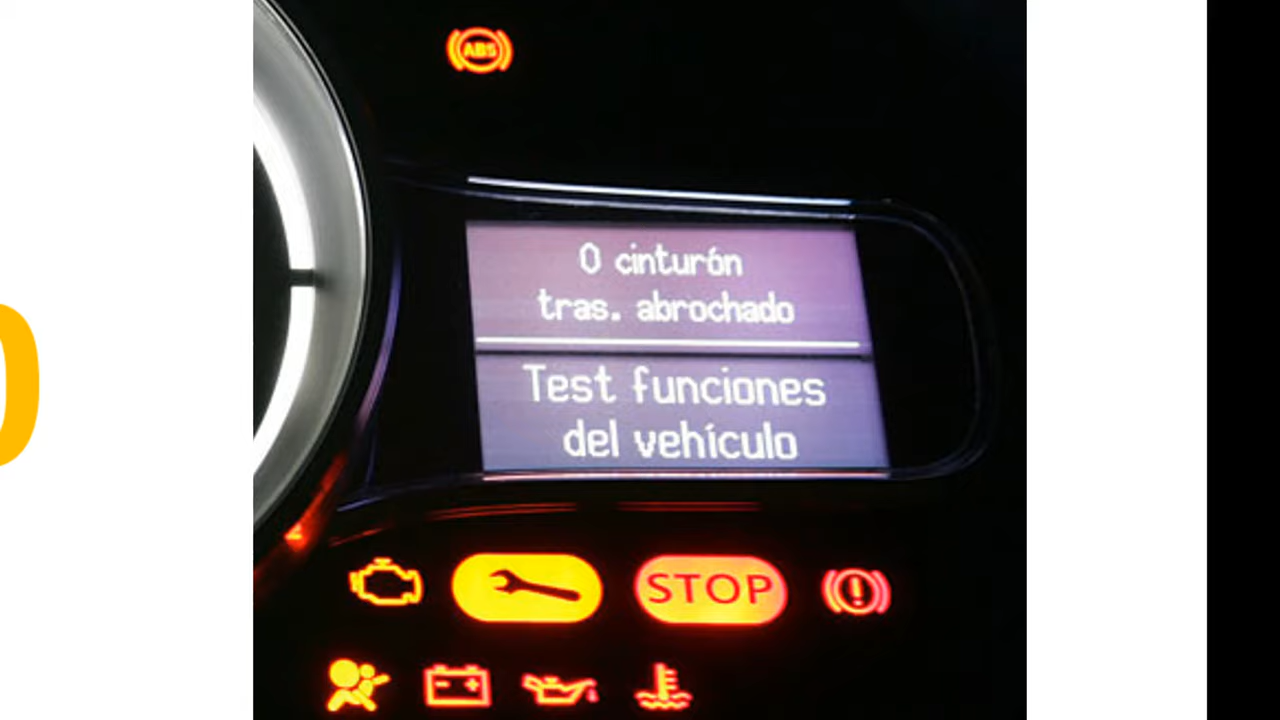 ABS
0 cinturón
tras. abrochado
Test funciones
del vehículo
STOP